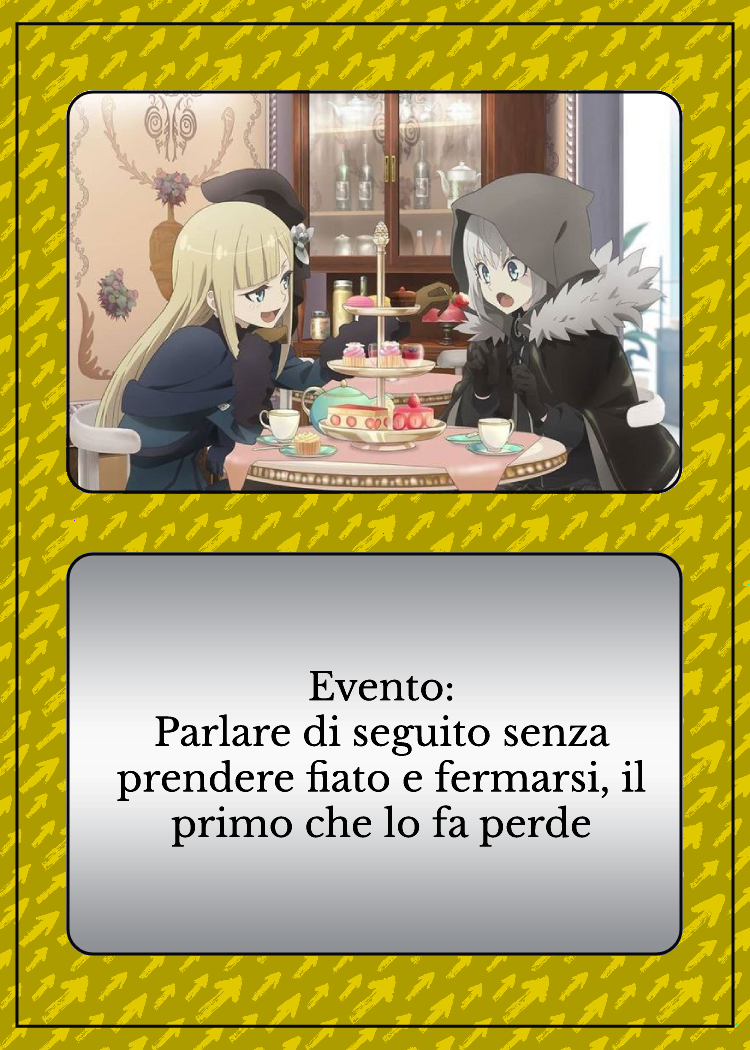 Evento:
Parlare di seguito senza
prendere fiato e fermarsi, il
primo che lo fa perde